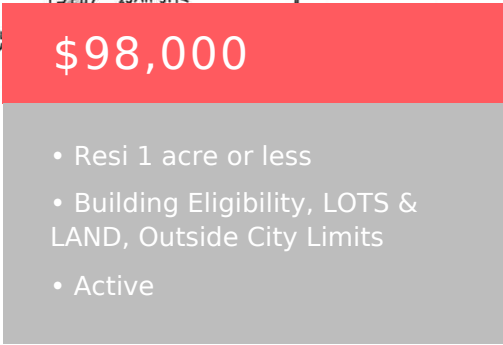 $98,000
• Resi 1 acre or less
• Building Eligibility, LOTS &
LAND, Outside City Limits
• Active